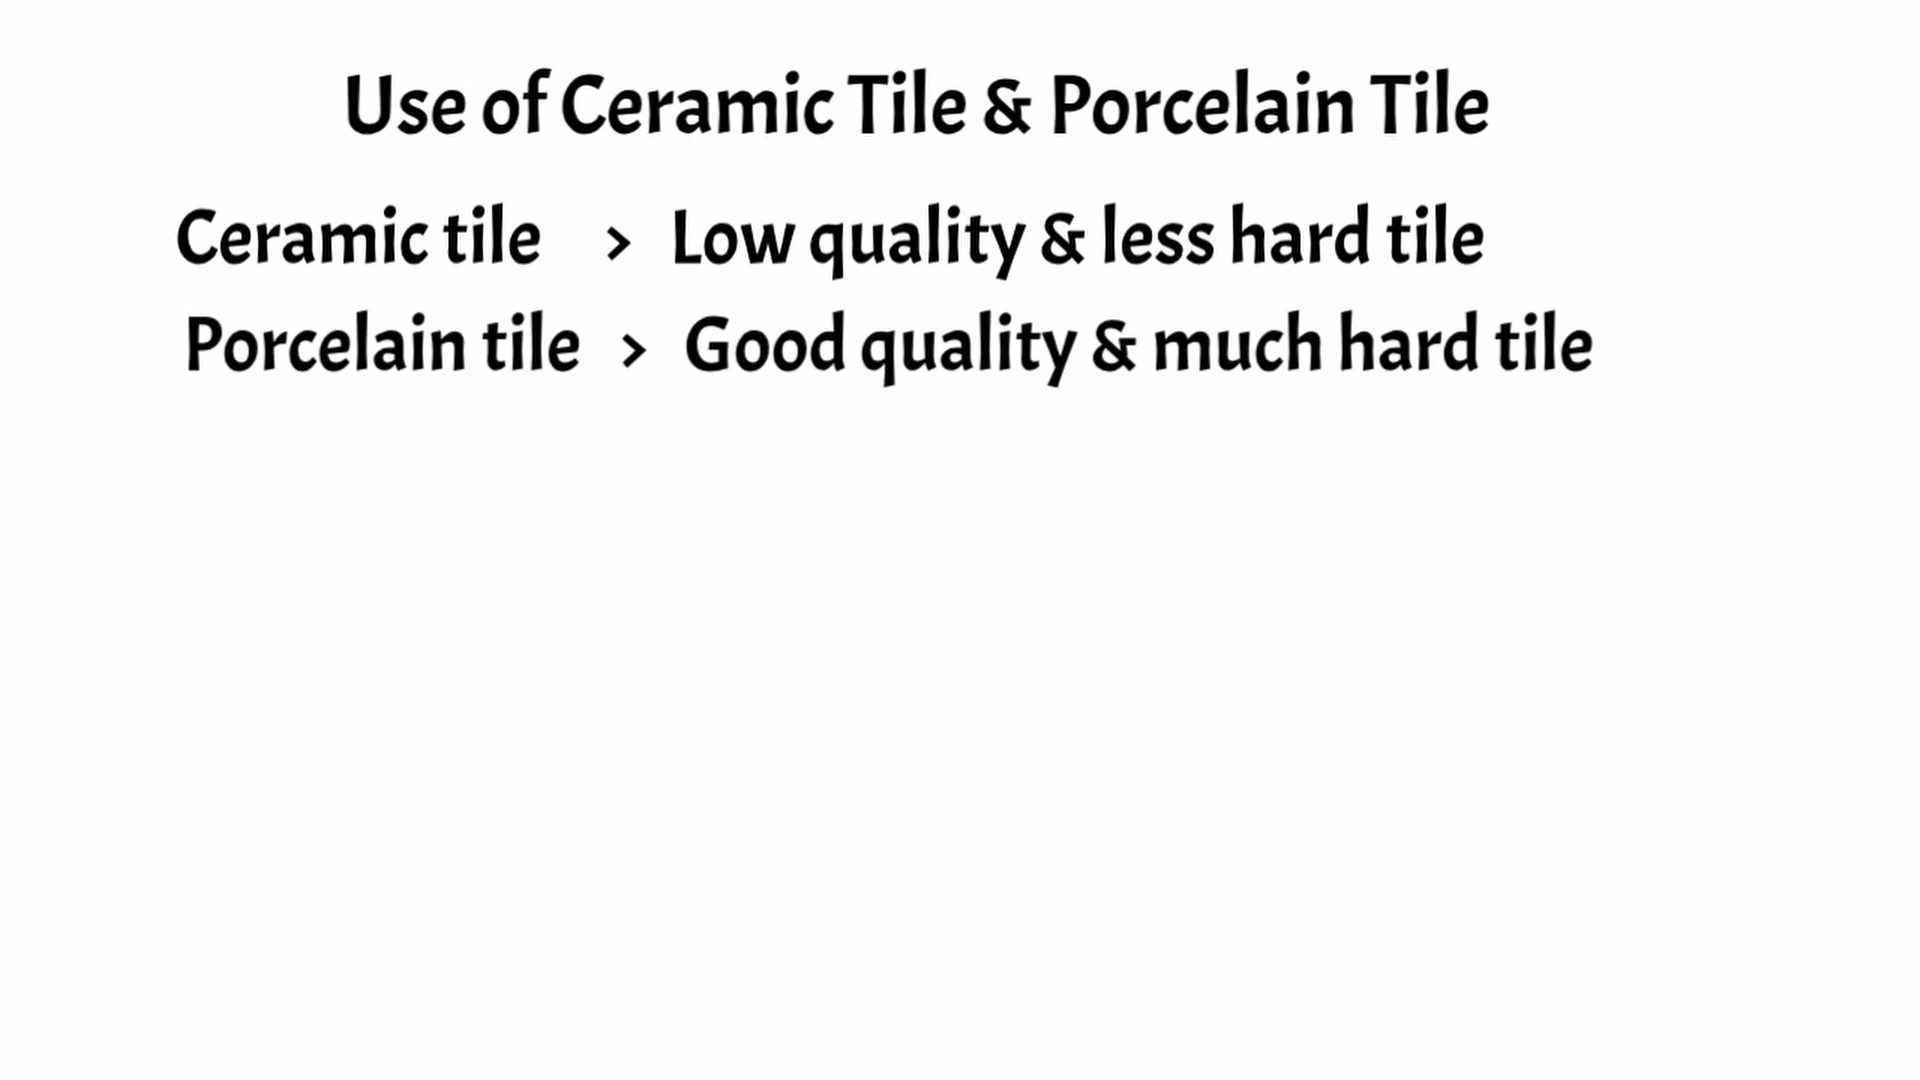 Use of Ceramic Tile & Porcelain Tile
Ceramic tile > Low quality & less hard tile
Porcelain tile > Good quality & much hard tile